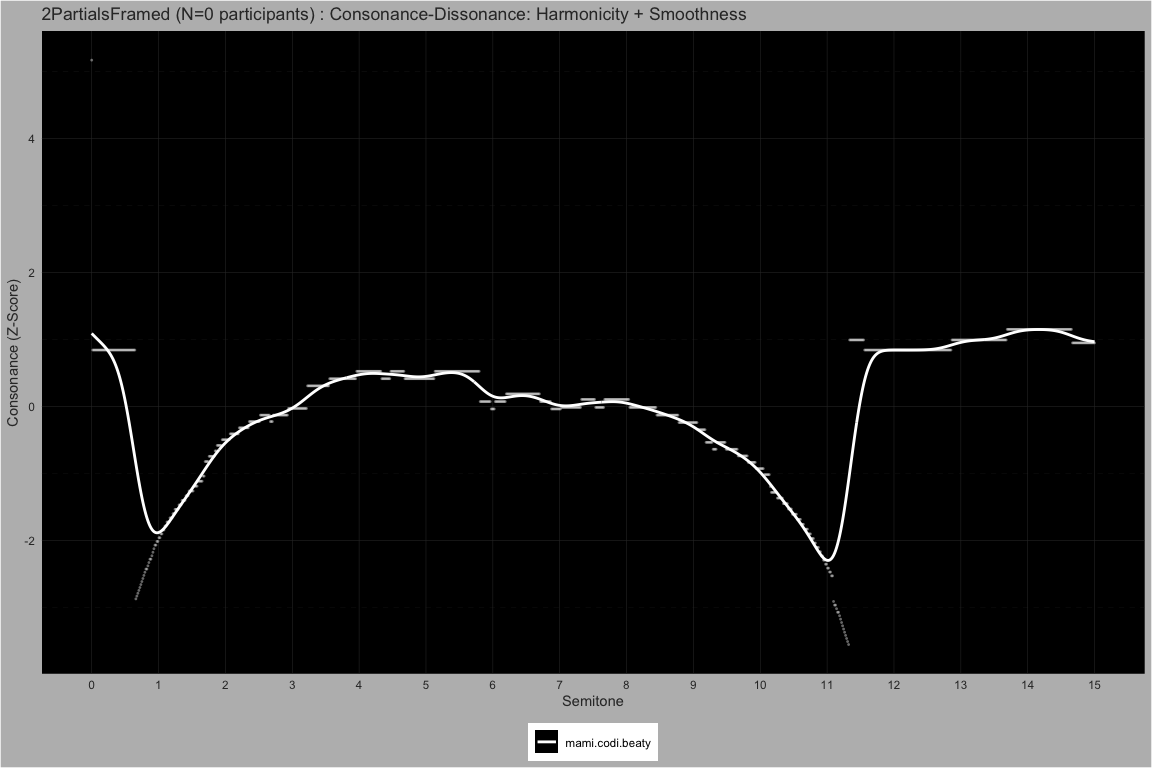 2PartialsFramed (N=0 participants) : Consonance-Dissonance: Harmonicity + Smoothness
Consonance (Z-Score)
4
2
0
-2
0 1 2 3 4 5 6 7 8 9 10 11 12 13 14 15
Semitone
mami.codi.beaty